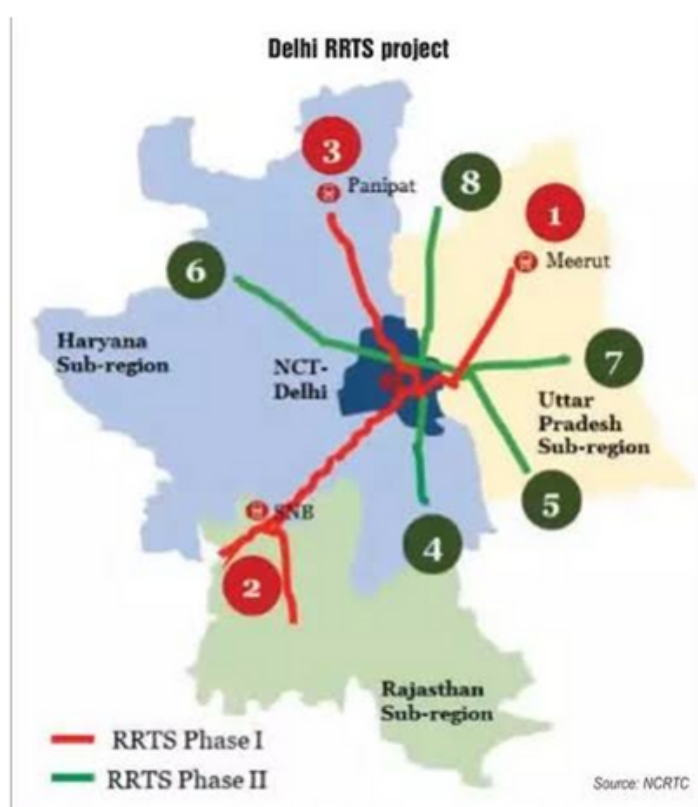 Delhi RRTS project
3
Panipat
8
1
Meerut
6
Haryana
Sub-region
NCT-
Delhi
7
Uttar
Pradesh
Sub-region
5
SNB
4
2
Rajasthan
Sub-region
RRTS Phase I
RRTS Phase II
Source: NCRTC